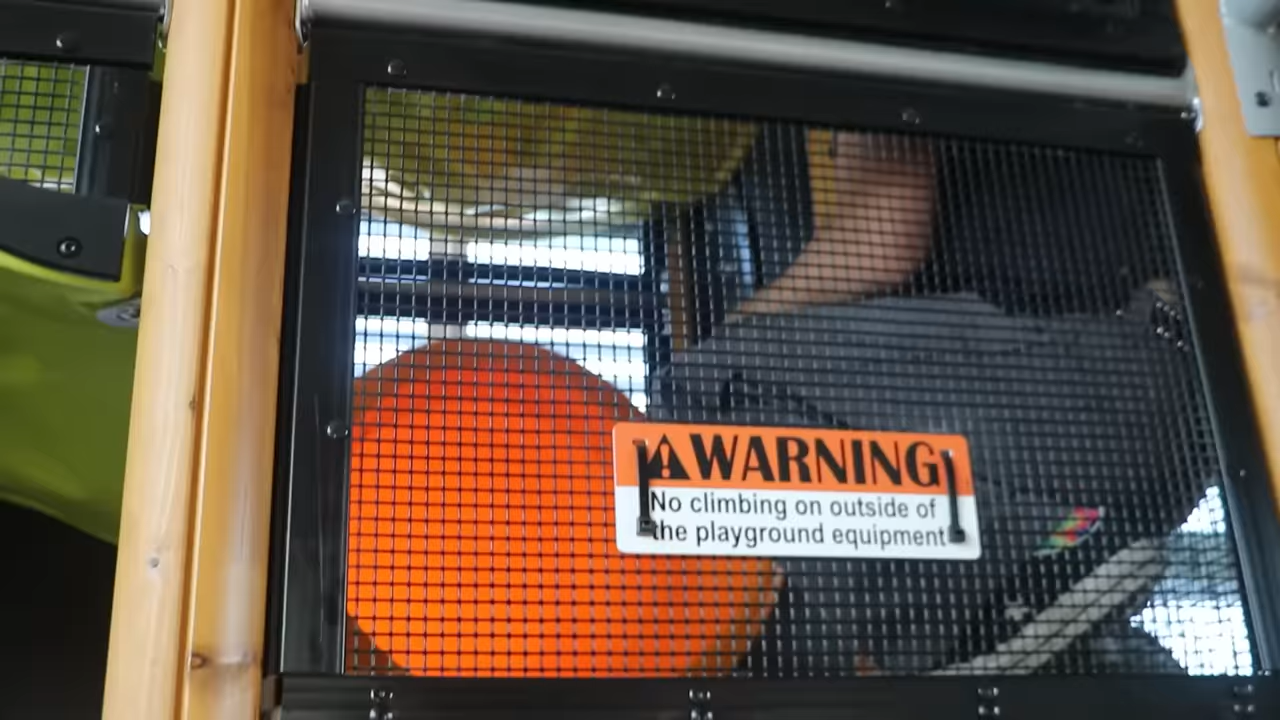 WARNING
No climbing on outside of
the playground equipment